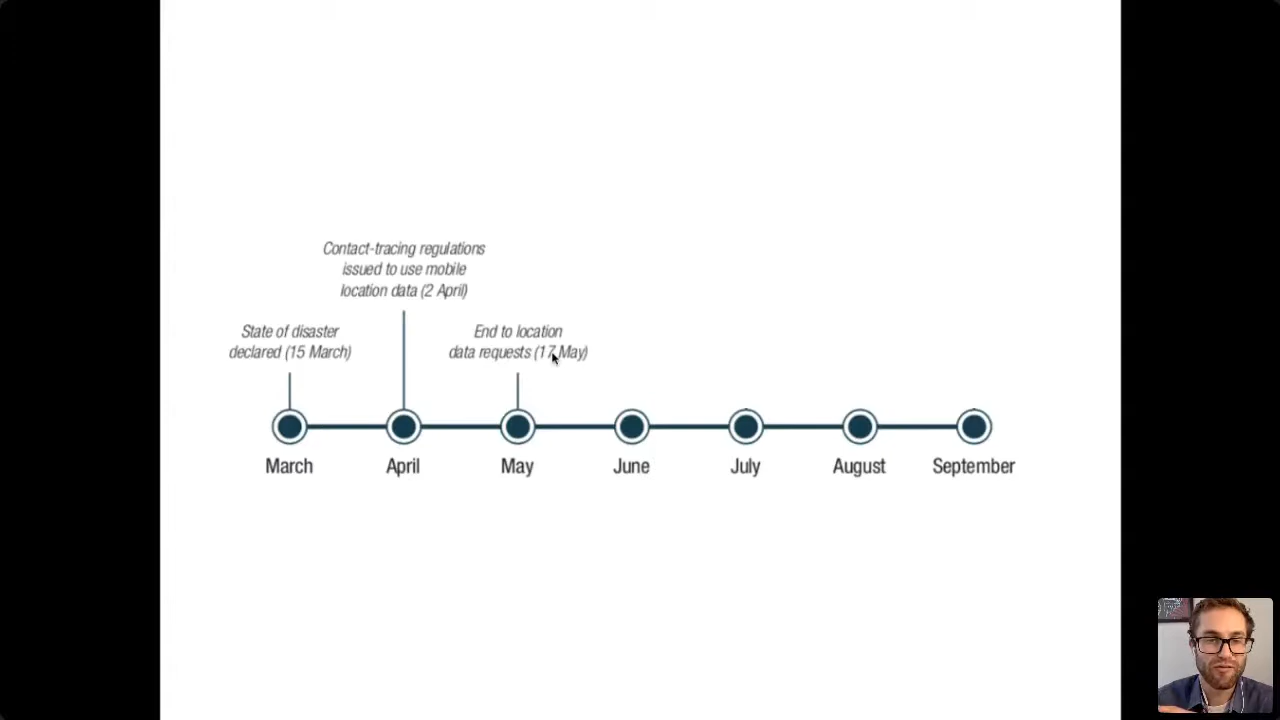 Contact-tracing regulations
issued to use mobile
location data (2 April)
State of disaster
declared (15 March)
End to location
data requests (17 May)
March
April
May
June
July
August
September